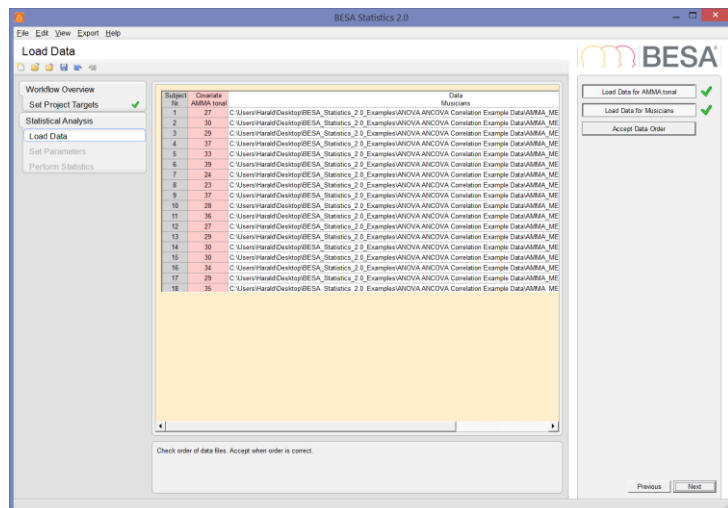 BESA Statistics 2.0
File Edit View Export Help
Load Data
BESA®
Workflow Overview
Set Project Targets
Statistical Analysis
Load Data
Set Parameters
Perform Statistics
Subject Nr. Covariate AMMA tonal Data Musicians
1 27 C:\Users\Harald\Desktop\BESA_Statistics_2.0_Examples\ANOVA ANCOVA Correlation Example Data\AMMA_ME
2 30 C:\Users\Harald\Desktop\BESA_Statistics_2.0_Examples\ANOVA ANCOVA Correlation Example Data\AMMA_ME
3 29 C:\Users\Harald\Desktop\BESA_Statistics_2.0_Examples\ANOVA ANCOVA Correlation Example Data\AMMA_ME
4 37 C:\Users\Harald\Desktop\BESA_Statistics_2.0_Examples\ANOVA ANCOVA Correlation Example Data\AMMA_ME
5 33 C:\Users\Harald\Desktop\BESA_Statistics_2.0_Examples\ANOVA ANCOVA Correlation Example Data\AMMA_ME
6 39 C:\Users\Harald\Desktop\BESA_Statistics_2.0_Examples\ANOVA ANCOVA Correlation Example Data\AMMA_ME
7 24 C:\Users\Harald\Desktop\BESA_Statistics_2.0_Examples\ANOVA ANCOVA Correlation Example Data\AMMA_ME
8 23 C:\Users\Harald\Desktop\BESA_Statistics_2.0_Examples\ANOVA ANCOVA Correlation Example Data\AMMA_ME
9 37 C:\Users\Harald\Desktop\BESA_Statistics_2.0_Examples\ANOVA ANCOVA Correlation Example Data\AMMA_ME
10 28 C:\Users\Harald\Desktop\BESA_Statistics_2.0_Examples\ANOVA ANCOVA Correlation Example Data\AMMA_ME
11 36 C:\Users\Harald\Desktop\BESA_Statistics_2.0_Examples\ANOVA ANCOVA Correlation Example Data\AMMA_ME
12 27 C:\Users\Harald\Desktop\BESA_Statistics_2.0_Examples\ANOVA ANCOVA Correlation Example Data\AMMA_ME
13 29 C:\Users\Harald\Desktop\BESA_Statistics_2.0_Examples\ANOVA ANCOVA Correlation Example Data\AMMA_ME
14 30 C:\Users\Harald\Desktop\BESA_Statistics_2.0_Examples\ANOVA ANCOVA Correlation Example Data\AMMA_ME
15 30 C:\Users\Harald\Desktop\BESA_Statistics_2.0_Examples\ANOVA ANCOVA Correlation Example Data\AMMA_ME
16 34 C:\Users\Harald\Desktop\BESA_Statistics_2.0_Examples\ANOVA ANCOVA Correlation Example Data\AMMA_ME
17 29 C:\Users\Harald\Desktop\BESA_Statistics_2.0_Examples\ANOVA ANCOVA Correlation Example Data\AMMA_ME
18 35 C:\Users\Harald\Desktop\BESA_Statistics_2.0_Examples\ANOVA ANCOVA Correlation Example Data\AMMA_ME
Check order of data files. Accept when order is correct.
Load Data for AMMA tonal
Load Data for Musicians
Accept Data Order
Previous Next